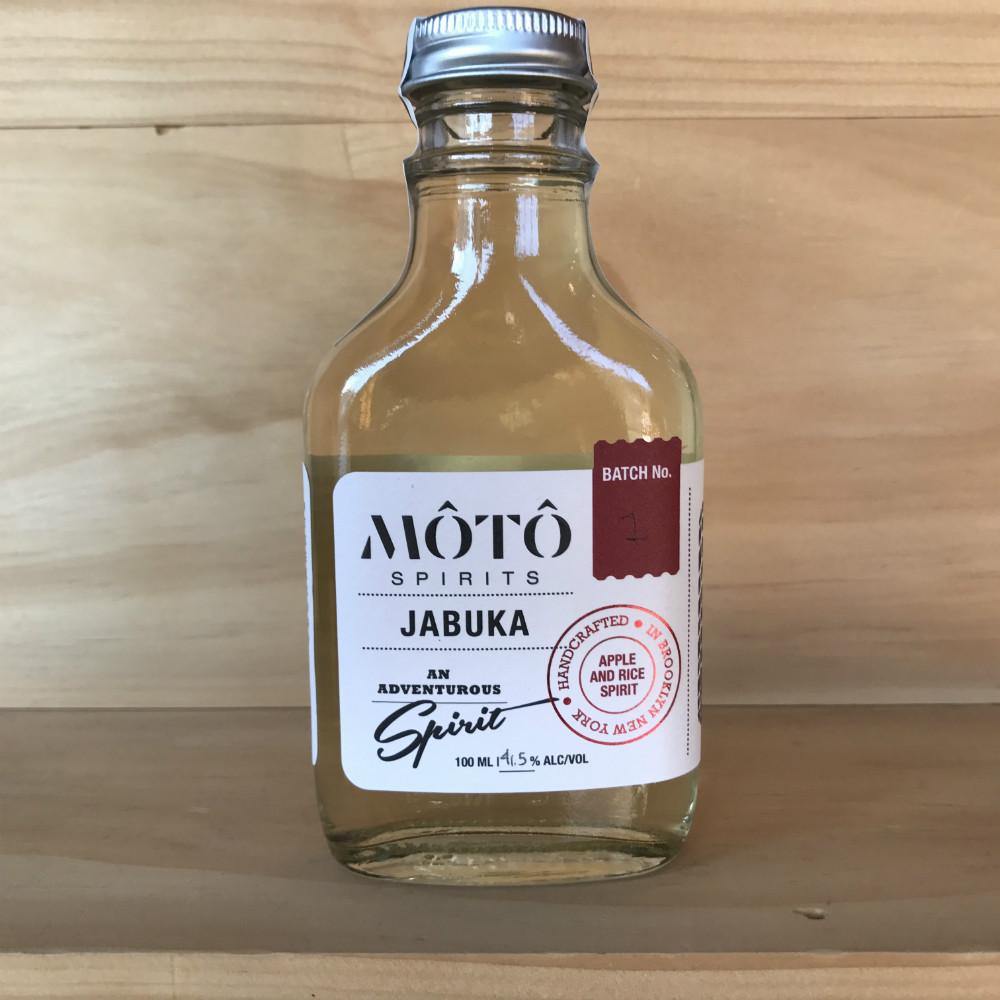 BATCH No.
1
MÔTÔ
SPIRITS
JABUKA
AN
ADVENTUROUS
Spirit
100 ML | 41.5 % ALC/VOL
HANDCRAFTED • IN BROOKLYN NEW YORK •
APPLE
AND RICE
SPIRIT